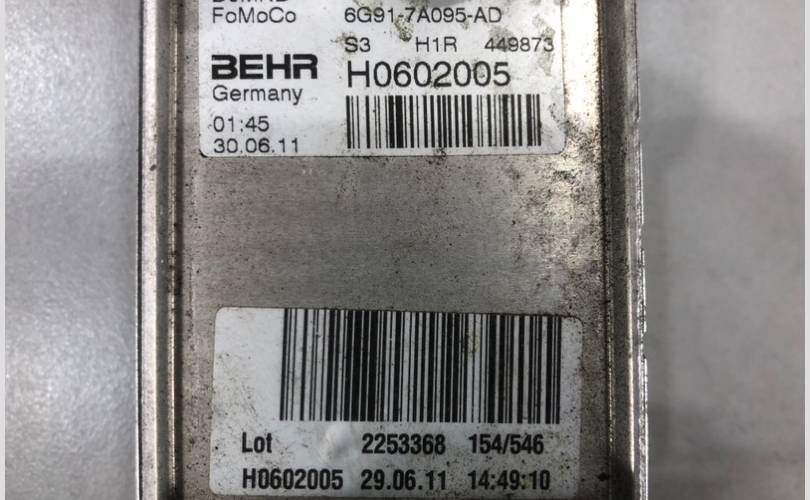 FoMoCo 6G91-7A095-AD
S3 H1R 449873
BEHR H0602005
Germany
01:45
30.06.11
Lot 2253368 154/546
H0602005 29.06.11 14:49:10